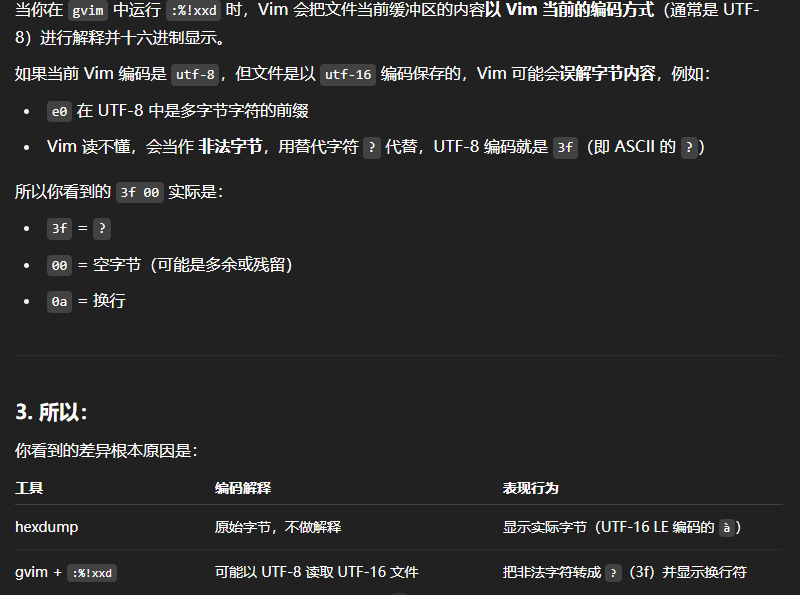 当你在 gvim 中运行 :%!xxd 时，Vim 会把文件当前缓冲区的内容以 Vim 当前的编码方式（通常是 UTF-
8）进行解释并十六进制显示。
如果当前 Vim 编码是 utf-8，但文件是以 utf-16 编码保存的，Vim 可能会误解字节内容，例如：
• e0 在 UTF-8 中是多字节字符的前缀
• Vim 读不懂，会当作 非法字节，用替代字符 ? 代替，UTF-8 编码就是 3f（即 ASCII 的 ?）
所以你看到的 3f 00 实际是：
• 3f = ?
• 00 = 空字节（可能是多余或残留）
• 0a = 换行
3. 所以：
你看到的差异根本原因是：
工具 编码解释 表现行为
hexdump 原始字节，不做解释 显示实际字节（UTF-16 LE 编码的 à）
gvim + :%!xxd 可能以 UTF-8 读取 UTF-16 文件 把非法字符转成 ?（3f）并显示换行符